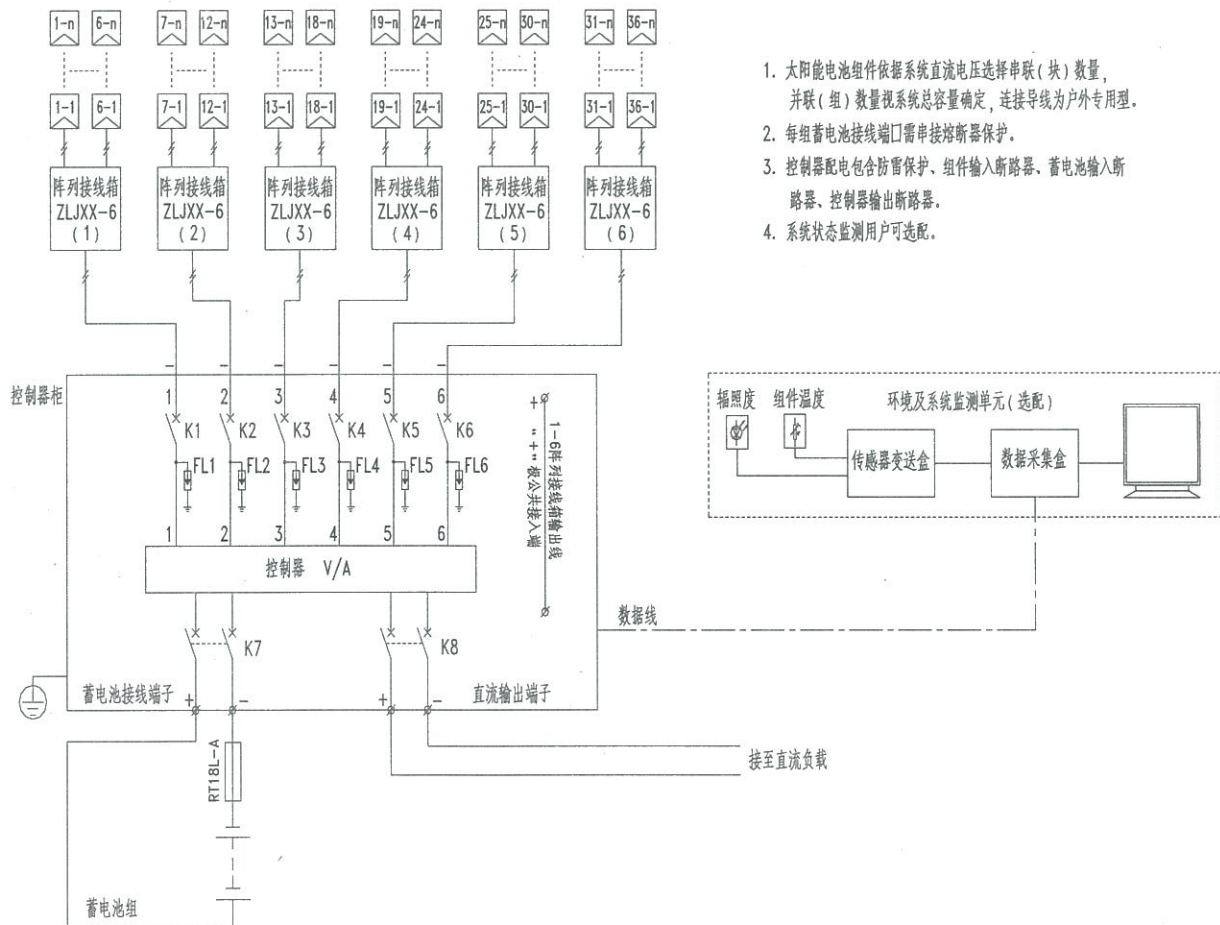 1-n 6-n 7-n 12-n 13-n 18-n 19-n 24-n 25-n 30-n 31-n 36-n
1-1 6-1 7-1 12-1 13-1 18-1 19-1 24-1 25-1 30-1 31-1 36-1
阵列接线箱
ZLJXX-6
(1)
阵列接线箱
ZLJXX-6
(2)
阵列接线箱
ZLJXX-6
(3)
阵列接线箱
ZLJXX-6
(4)
阵列接线箱
ZLJXX-6
(5)
阵列接线箱
ZLJXX-6
(6)
1. 太阳能电池组件依据系统直流电压选择串联(块)数量,
并联(组)数量视系统总容量确定,连接导线为户外专用型。
2. 每组蓄电池接线端口需串接熔断器保护。
3. 控制器配电包含防雷保护、组件输入断路器、蓄电池输入断
路器、控制器输出断路器。
4. 系统状态监测用户可选配。
控制器柜
- - - - - -
1 2 3 4 5 6
K1 K2 K3 K4 K5 K6
FL1 FL2 FL3 FL4 FL5 FL6
1 2 3 4 5 6
+
1-6阵列接线箱输出线
"+"极公共接入端
控制器 V/A
K7 K8
蓄电池接线端子
+ -
直流输出端子
+ -
RT18L-A
蓄电池组
接至直流负载
数据线
辐照度
组件温度
环境及系统监测单元(选配)
传感器变送盒
数据采集盒